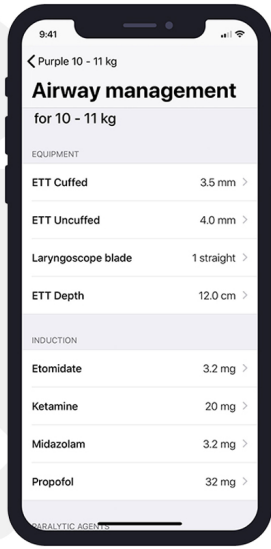 9:41
Purple 10 - 11 kg
Airway management
for 10 - 11 kg
EQUIPMENT
ETT Cuffed 3.5 mm
ETT Uncuffed 4.0 mm
Laryngoscope blade 1 straight
ETT Depth 12.0 cm
INDUCTION
Etomidate 3.2 mg
Ketamine 20 mg
Midazolam 3.2 mg
Propofol 32 mg
PARALYTIC AGENTS